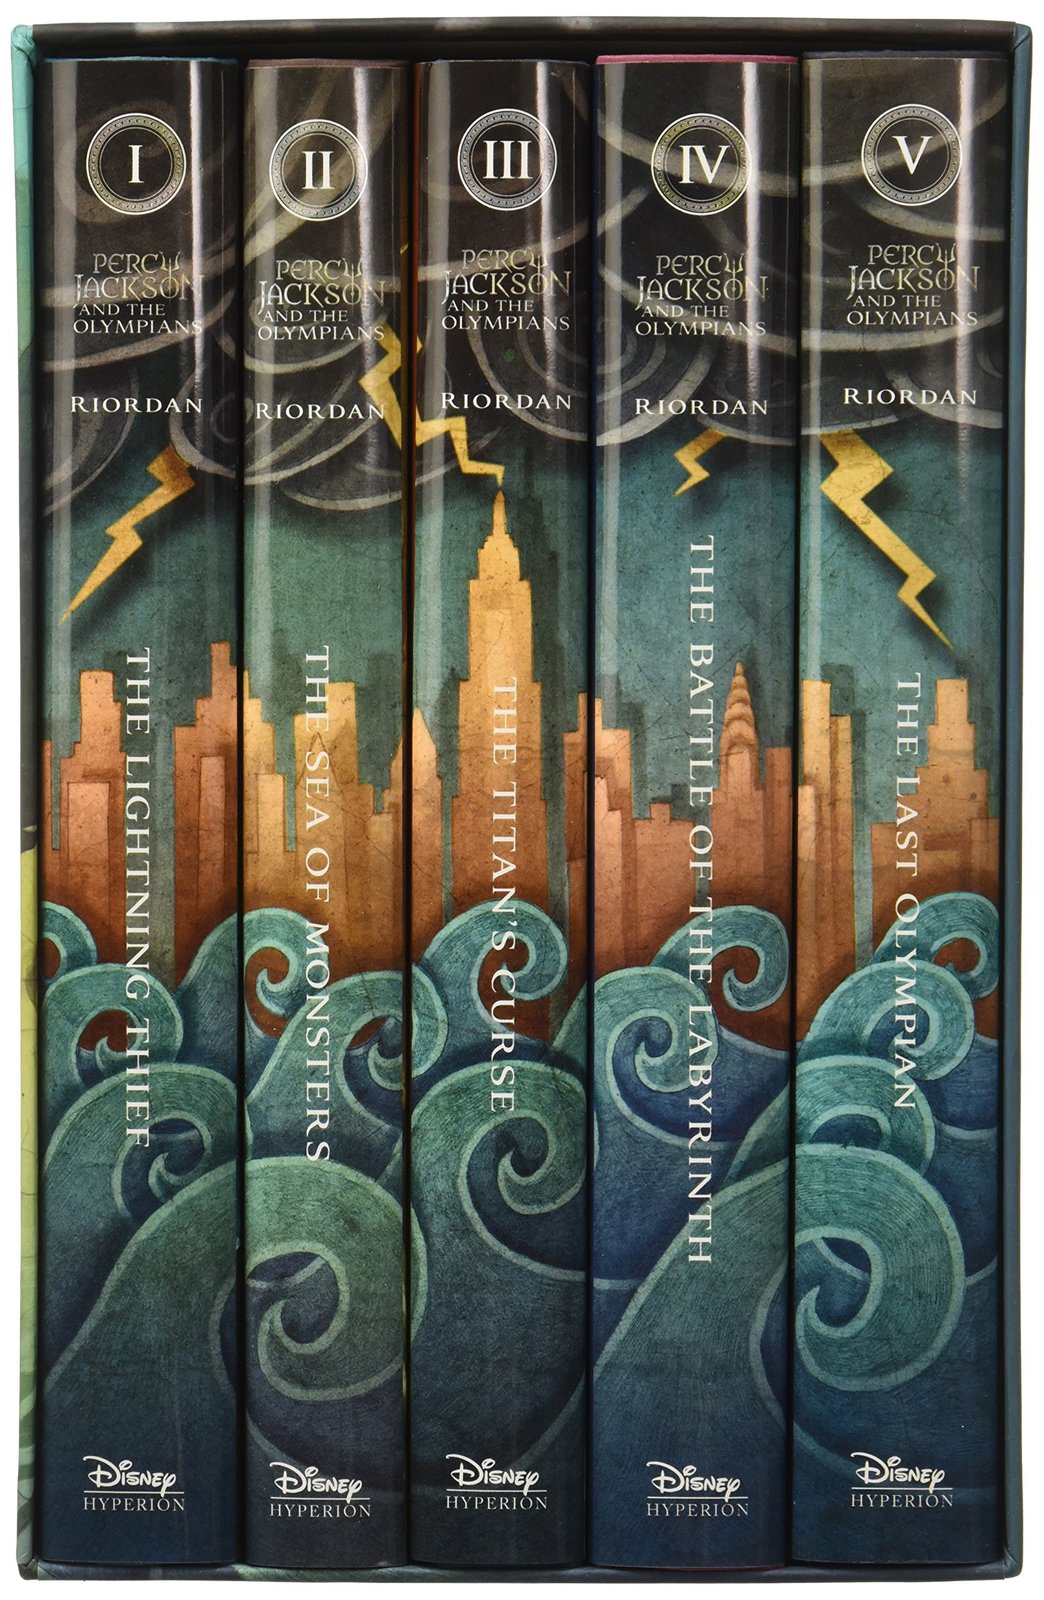 I
PERCY
JACKSON
AND THE
OLYMPIANS
RIORDAN
THE LIGHTNING THIEF
DISNEY
HYPERION
II
PERCY
JACKSON
AND THE
OLYMPIANS
RIORDAN
THE SEA OF MONSTERS
DISNEY
HYPERION
III
PERCY
JACKSON
AND THE
OLYMPIANS
RIORDAN
THE TITAN'S CURSE
DISNEY
HYPERION
IV
PERCY
JACKSON
AND THE
OLYMPIANS
RIORDAN
THE BATTLE OF THE LABYRINTH
DISNEY
HYPERION
V
PERCY
JACKSON
AND THE
OLYMPIANS
RIORDAN
THE LAST OLYMPIAN
DISNEY
HYPERION